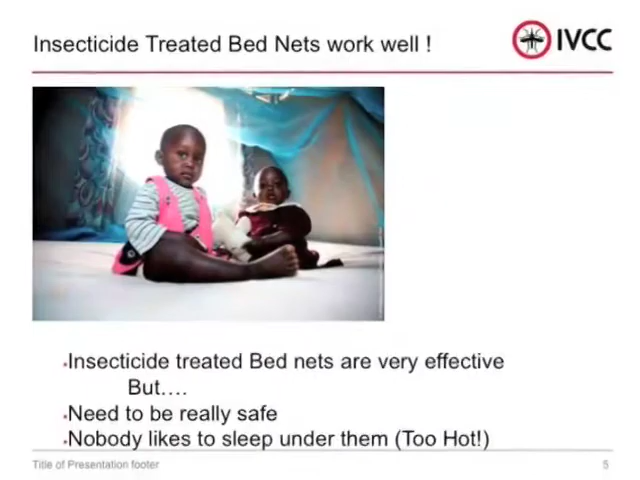 Insecticide Treated Bed Nets work well !
IVCC
•Insecticide treated Bed nets are very effective
But....
•Need to be really safe
•Nobody likes to sleep under them (Too Hot!)
Title of Presentation footer
5